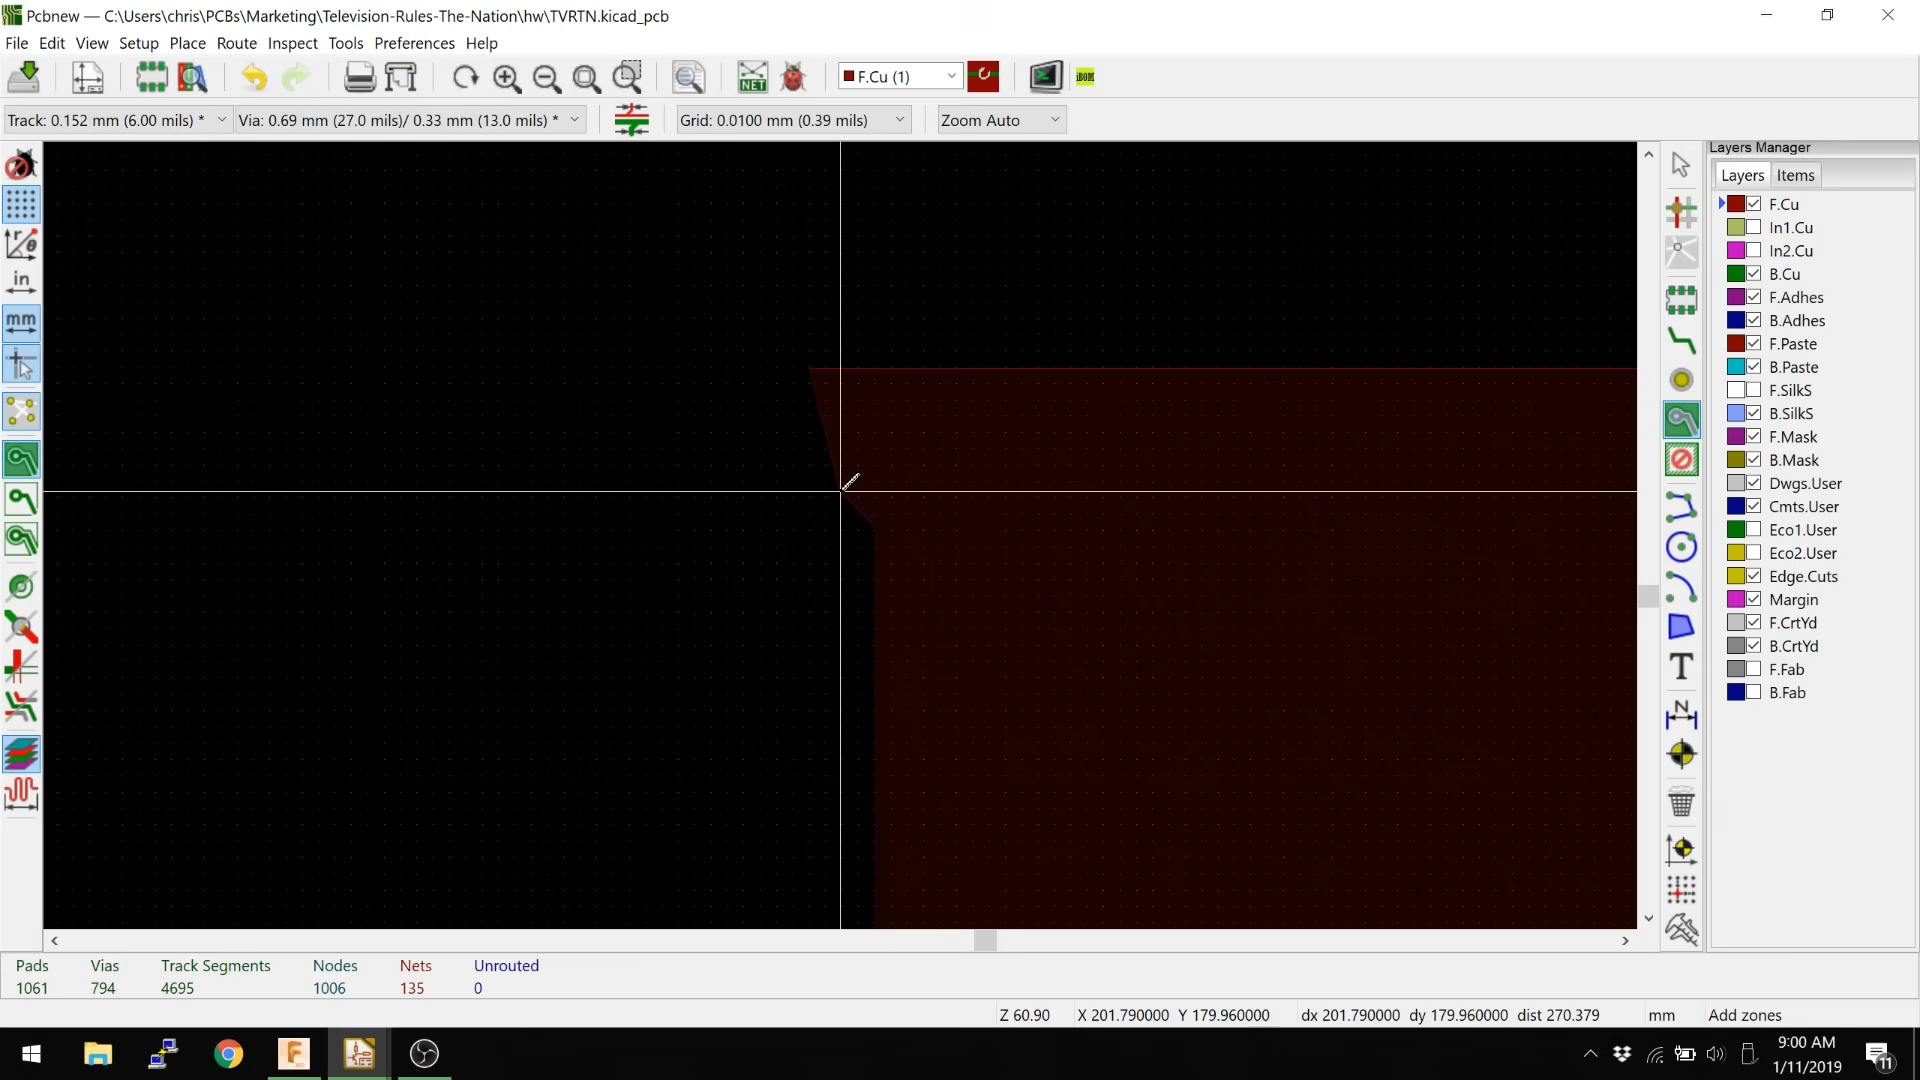 Pcbnew — C:\Users\chris\PCBs\Marketing\Television-Rules-The-Nation\hw\TVRTN.kicad_pcb
File Edit View Setup Place Route Inspect Tools Preferences Help
NET F.Cu (1) iBOM
Track: 0.152 mm (6.00 mils) * Via: 0.69 mm (27.0 mils)/ 0.33 mm (13.0 mils) * Grid: 0.0100 mm (0.39 mils) Zoom Auto
r θ
in
mm
T
N
Layers Manager
Layers Items
F.Cu
In1.Cu
In2.Cu
B.Cu
F.Adhes
B.Adhes
F.Paste
B.Paste
F.SilkS
B.SilkS
F.Mask
B.Mask
Dwgs.User
Cmts.User
Eco1.User
Eco2.User
Edge.Cuts
Margin
F.CrtYd
B.CrtYd
F.Fab
B.Fab
Pads Vias Track Segments Nodes Nets Unrouted
1061 794 4695 1006 135 0
Z 60.90 X 201.790000 Y 179.960000 dx 201.790000 dy 179.960000 dist 270.379 mm Add zones
9:00 AM
1/11/2019
11